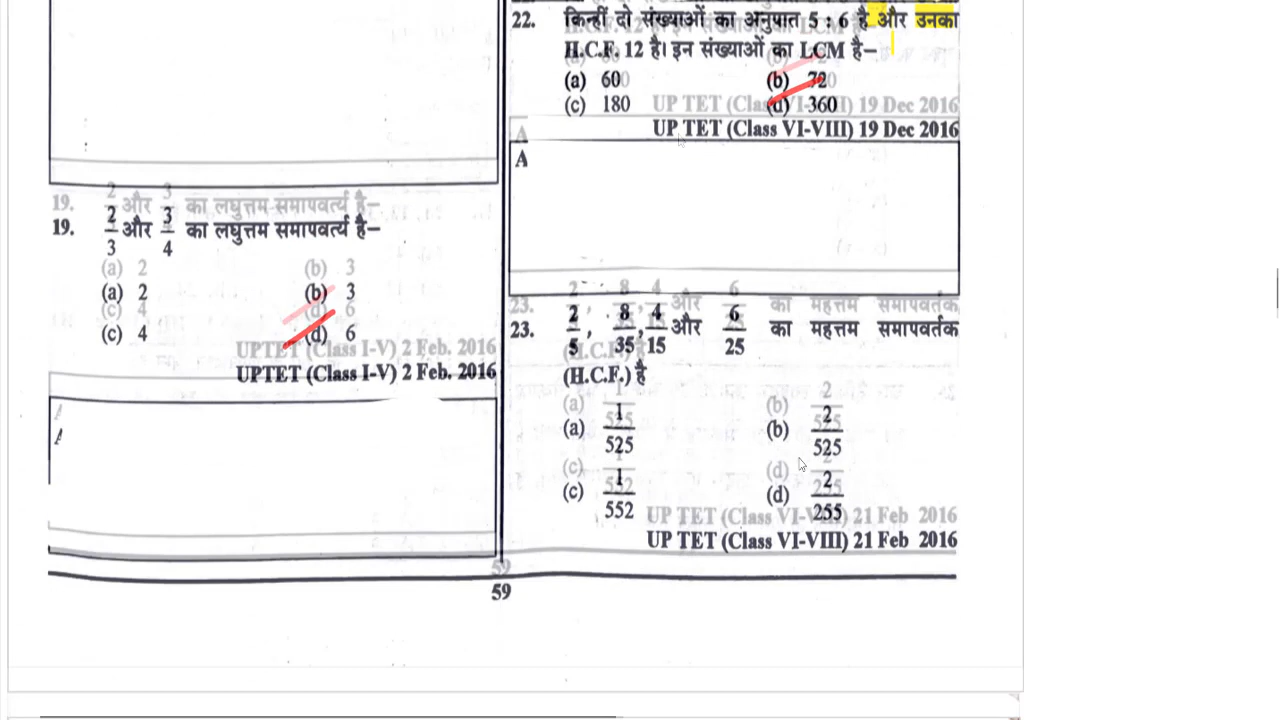 19. 2/3 और 3/4 का लघुत्तम समापवर्त्य है–
(a) 2 (b) 3
(c) 4 (d) 6
UPTET (Class I-V) 2 Feb. 2016
22. किन्हीं दो संख्याओं का अनुपात 5 : 6 है और उनका
H.C.F. 12 है। इन संख्याओं का LCM है–
(a) 60 (b) 72
(c) 180 (d) 360
UP TET (Class VI-VIII) 19 Dec 2016
A
23. 2/5, 8/35, 4/15 और 6/25 का महत्तम समापवर्तक
(H.C.F.) है
(a) 1/525 (b) 2/525
(c) 1/552 (d) 2/255
UP TET (Class VI-VIII) 21 Feb 2016
59